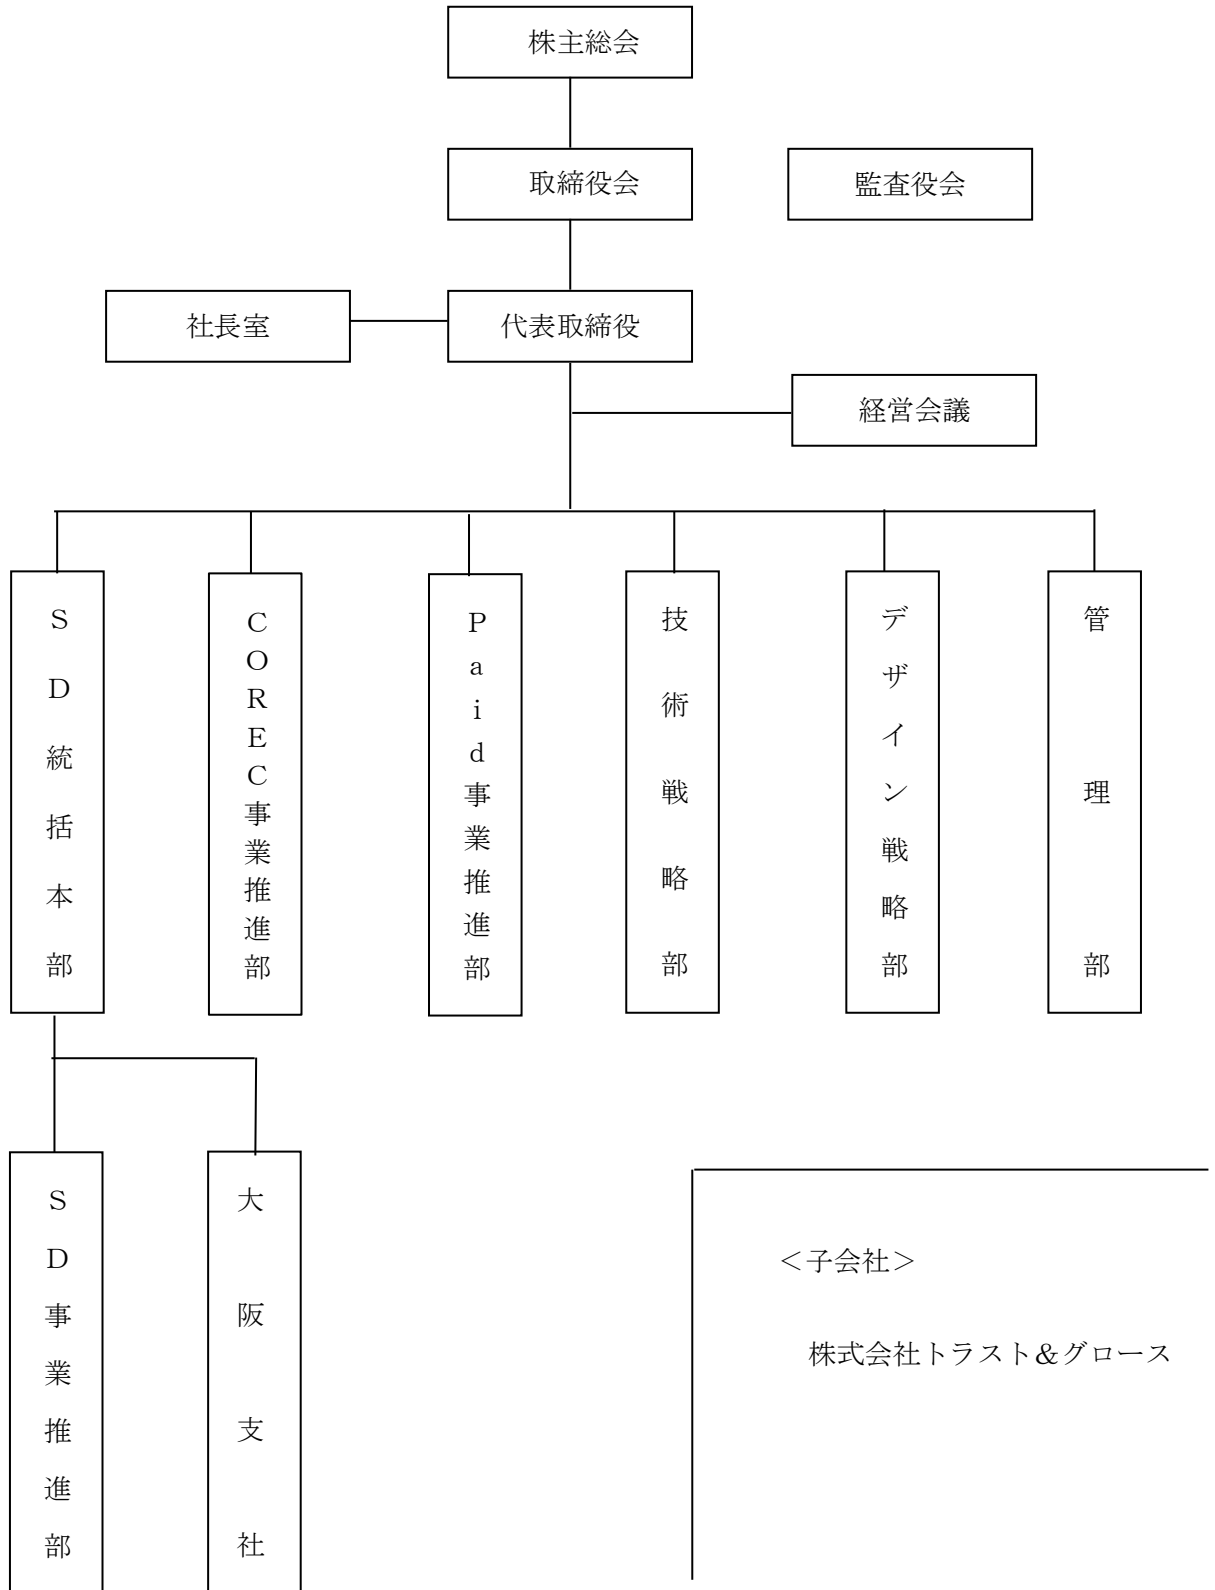 株主総会
取締役会
監査役会
社長室
代表取締役
経営会議
ＳＤ統括本部
ＣＯＲＥＣ事業推進部
Ｐａｉｄ事業推進部
技術戦略部
デザイン戦略部
管理部
ＳＤ事業推進部
大阪支社
＜子会社＞
株式会社トラスト＆グロース